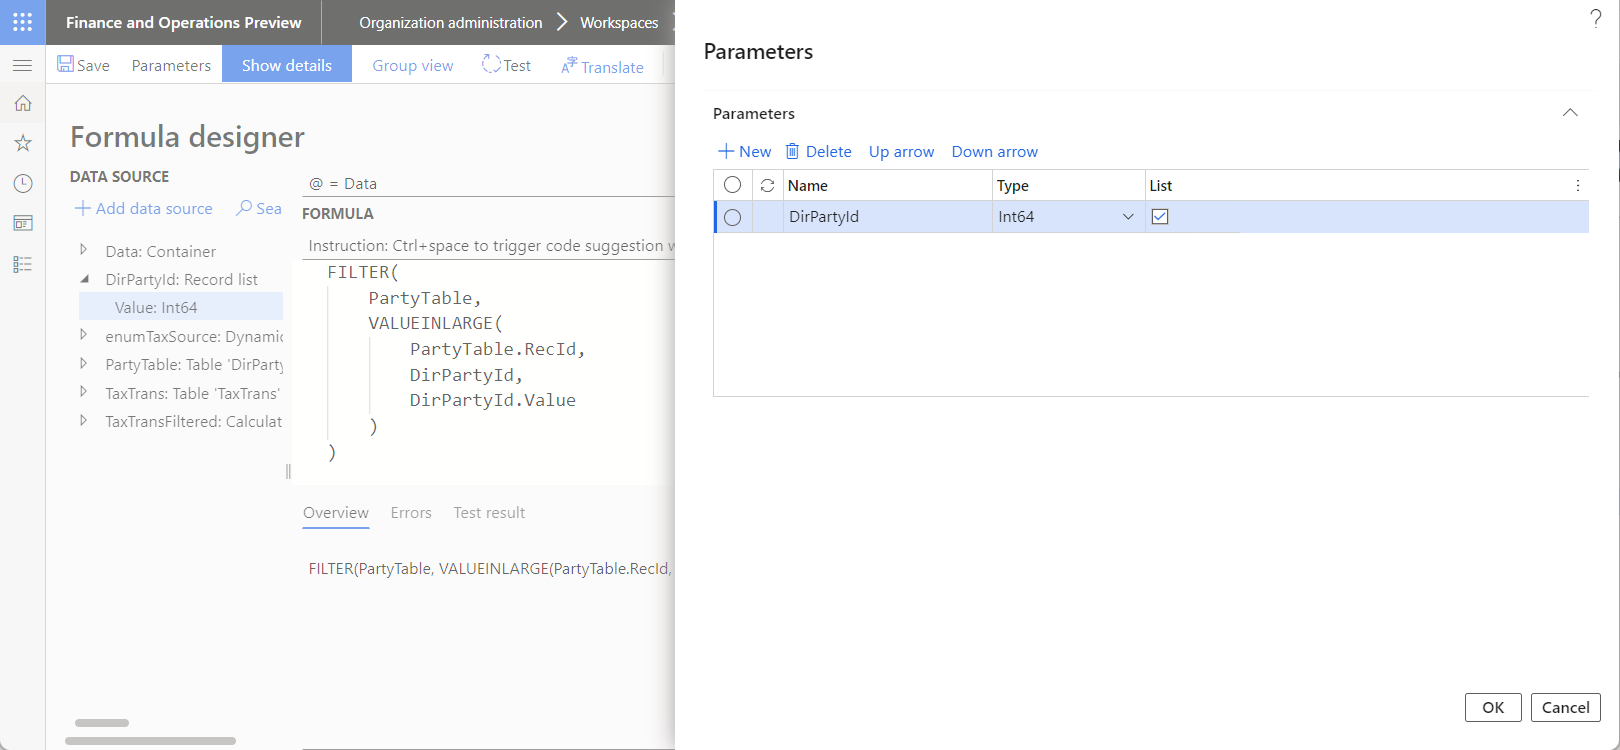 Finance and Operations Preview
Organization administration
Workspaces
Save
Parameters
Show details
Group view
Test
Translate
Formula designer
DATA SOURCE
Add data source
Sea
Data: Container
DirPartyId: Record list
Value: Int64
enumTaxSource: Dynamic
PartyTable: Table 'DirParty
TaxTrans: Table 'TaxTrans'
TaxTransFiltered: Calculat
@ = Data
FORMULA
Instruction: Ctrl+space to trigger code suggestion w
FILTER(
PartyTable,
VALUEINLARGE(
PartyTable.RecId,
DirPartyId,
DirPartyId.Value
)
)
Overview
Errors
Test result
FILTER(PartyTable, VALUEINLARGE(PartyTable.RecId,
?
Parameters
Parameters
New
Delete
Up arrow
Down arrow
Name
Type
List
DirPartyId
Int64
OK
Cancel